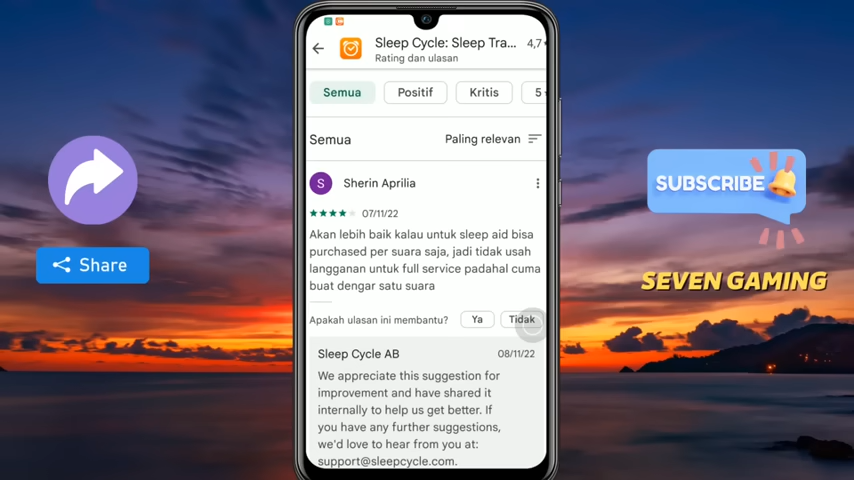 Sleep Cycle: Sleep Tra... 4,7
Rating dan ulasan
Semua Positif Kritis 5
Semua Paling relevan
S Sherin Aprilia
07/11/22
Akan lebih baik kalau untuk sleep aid bisa
purchased per suara saja, jadi tidak usah
langganan untuk full service padahal cuma
buat dengar satu suara
Apakah ulasan ini membantu? Ya Tidak
Sleep Cycle AB 08/11/22
We appreciate this suggestion for
improvement and have shared it
internally to help us get better. If
you have any further suggestions,
we'd love to hear from you at:
support@sleepcycle.com.
Share
SUBSCRIBE
SEVEN GAMING